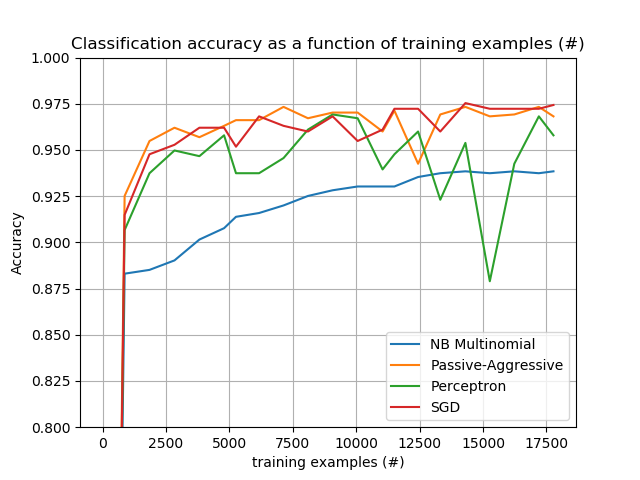 Classification accuracy as a function of training examples (#)
1.000
0.975
0.950
0.925
0.900
0.875
0.850
0.825
0.800
Accuracy
NB Multinomial
Passive-Aggressive
Perceptron
SGD
0 2500 5000 7500 10000 12500 15000 17500
training examples (#)